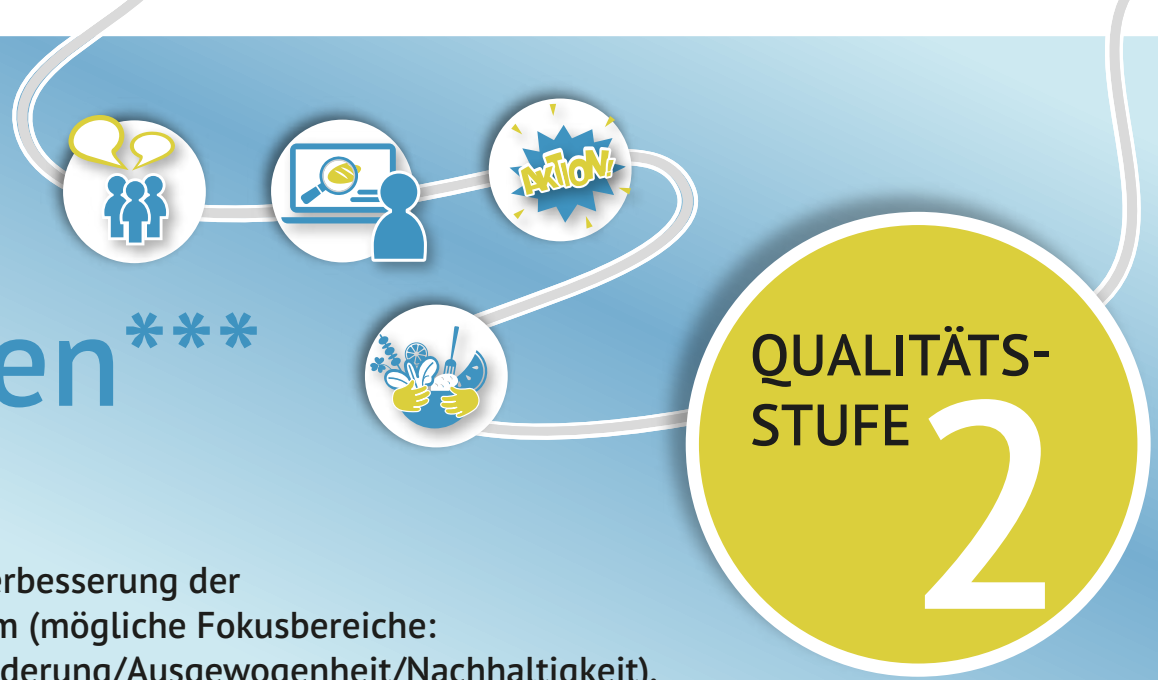 AKTION!
en***
QUALITÄTS-
STUFE 2
erbesserung der
m (mögliche Fokusbereiche:
derung/Ausgewogenheit/Nachhaltigkeit).